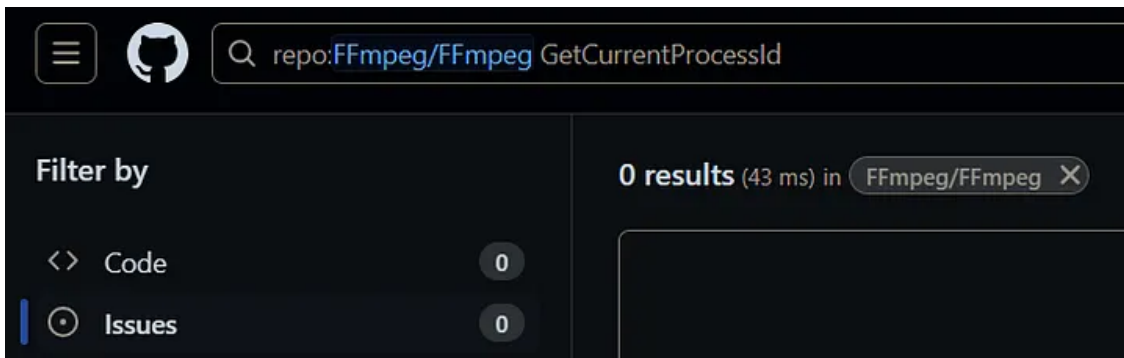 repo:FFmpeg/FFmpeg GetCurrentProcessId
Filter by
0 results (43 ms) in FFmpeg/FFmpeg
Code 0
Issues 0